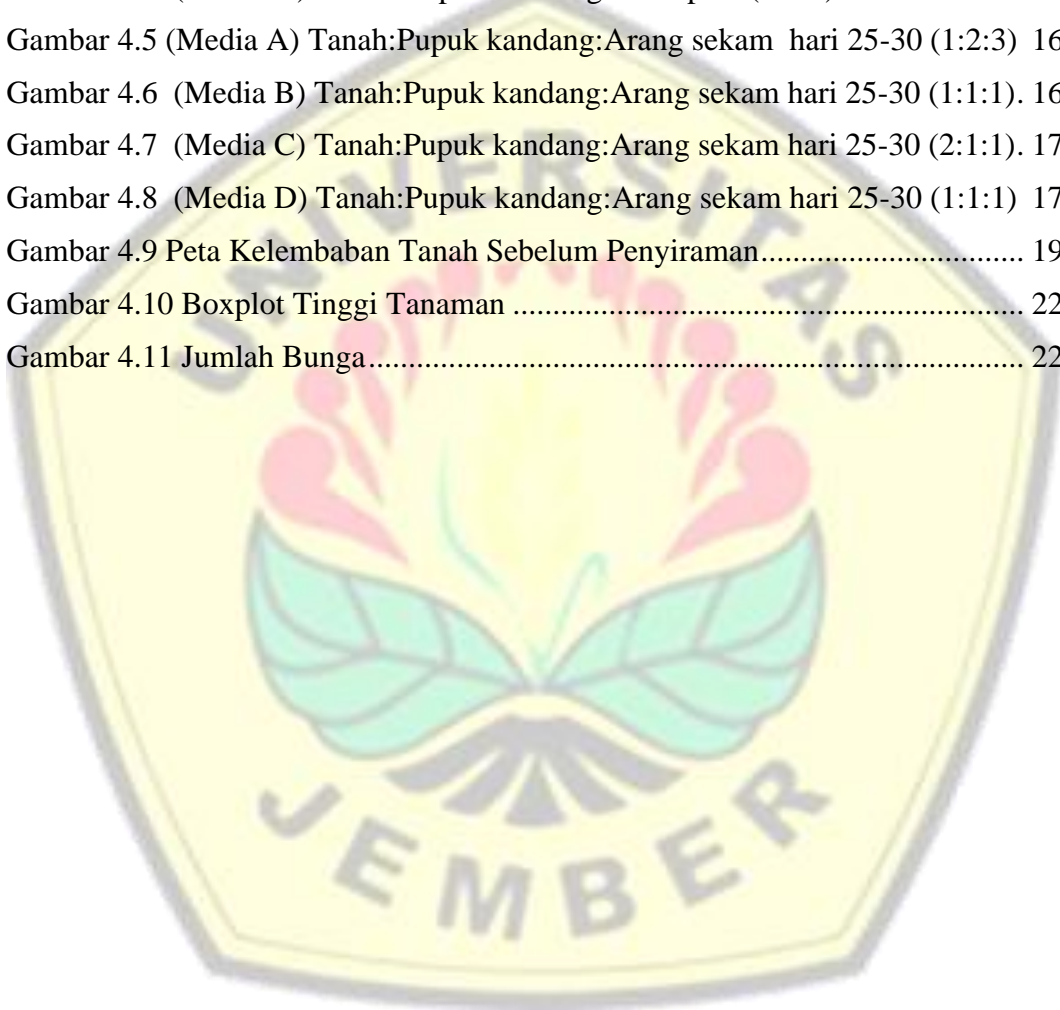 Gambar 4.5 (Media A) Tanah:Pupuk kandang:Arang sekam  hari 25-30 (1:2:3)  16
Gambar 4.6  (Media B) Tanah:Pupuk kandang:Arang sekam hari 25-30 (1:1:1). 16
Gambar 4.7  (Media C) Tanah:Pupuk kandang:Arang sekam hari 25-30 (2:1:1). 17
Gambar 4.8  (Media D) Tanah:Pupuk kandang:Arang sekam hari 25-30 (1:1:1)  17
Gambar 4.9 Peta Kelembaban Tanah Sebelum Penyiraman................................. 19
Gambar 4.10 Boxplot Tinggi Tanaman ................................................................ 22
Gambar 4.11 Jumlah Bunga.................................................................................. 22
UNIVERSITAS
JEMBER